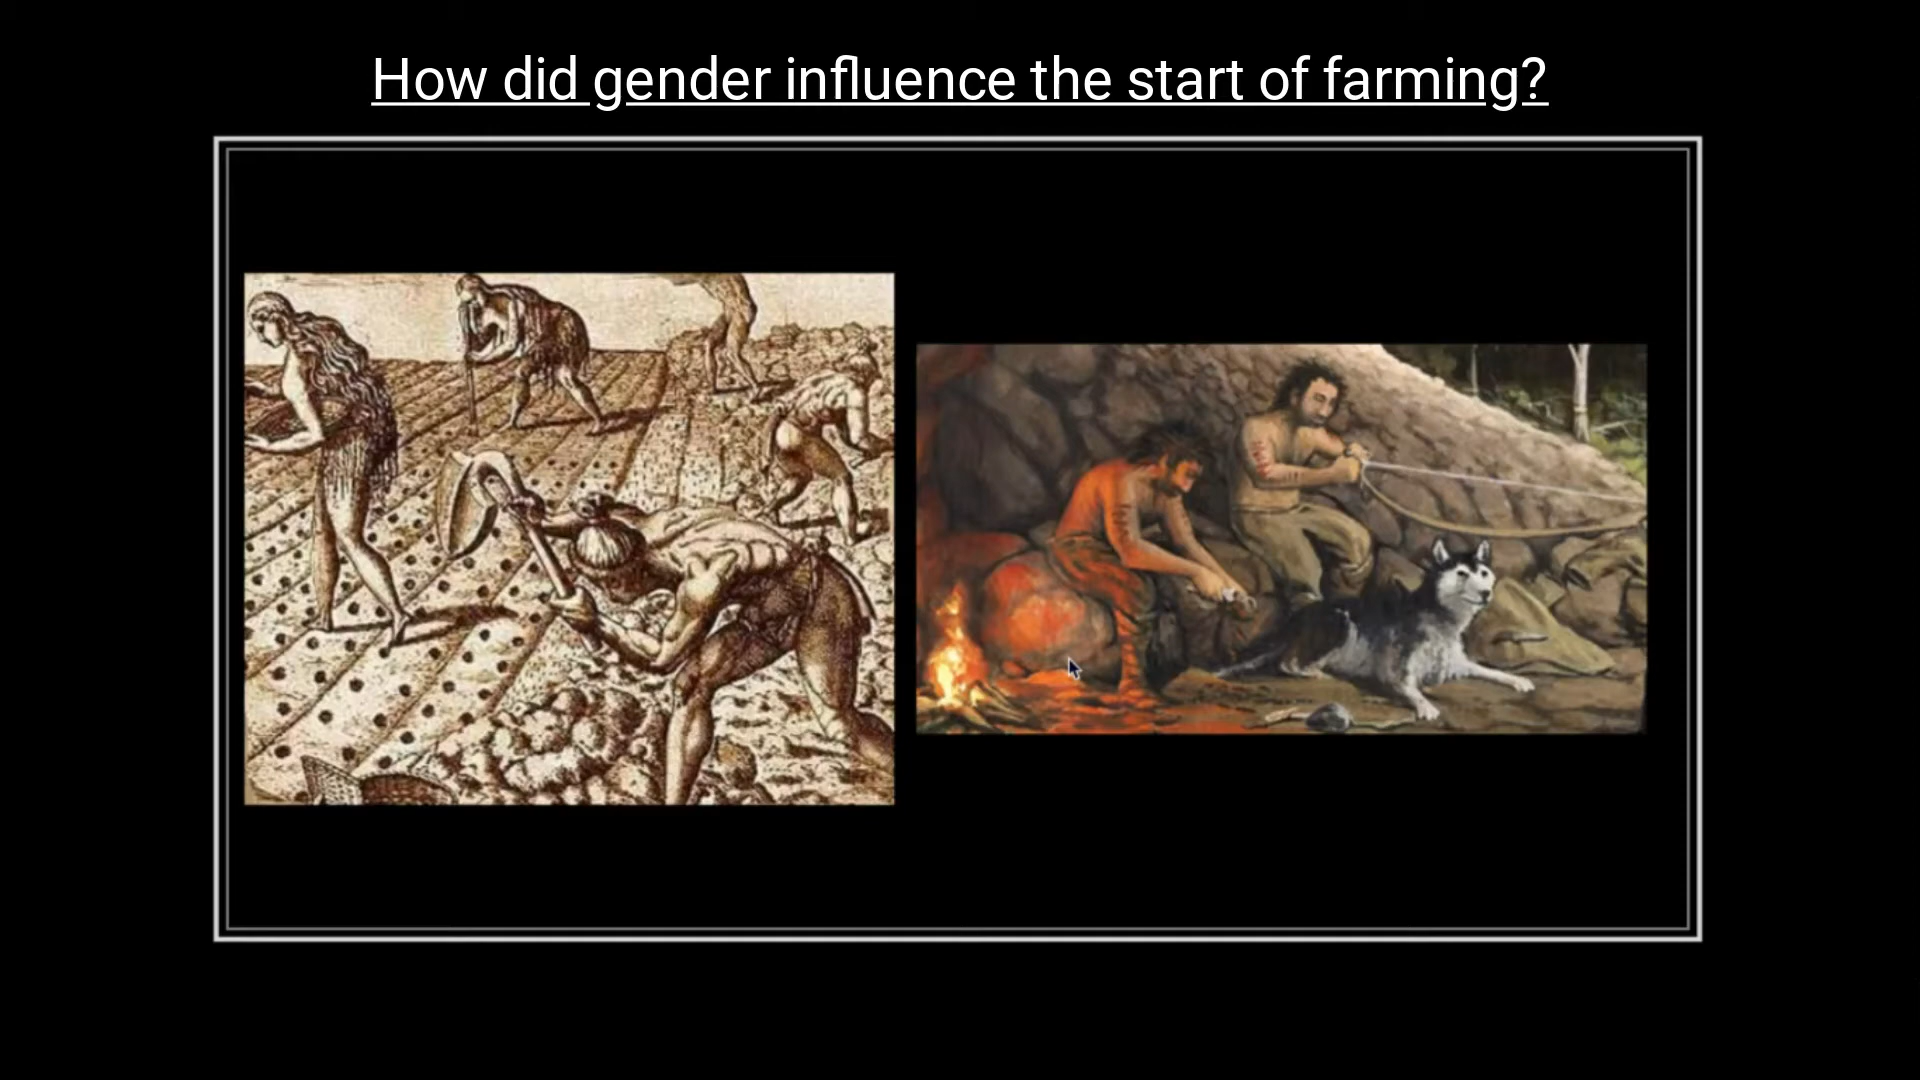 How did gender influence the start of farming?